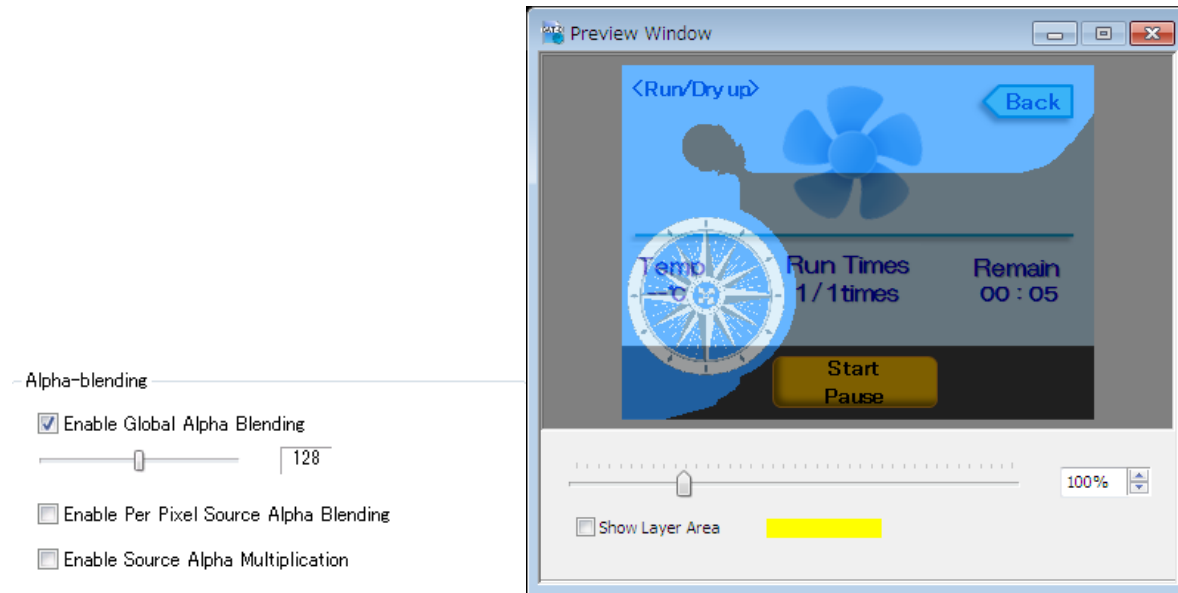 Preview Window
<Run/Dry up>
Back
Temp
--℃
Run Times
1/1times
Remain
00:05
Start
Pause
Alpha-blending
Enable Global Alpha Blending
128
Enable Per Pixel Source Alpha Blending
Enable Source Alpha Multiplication
100%
Show Layer Area